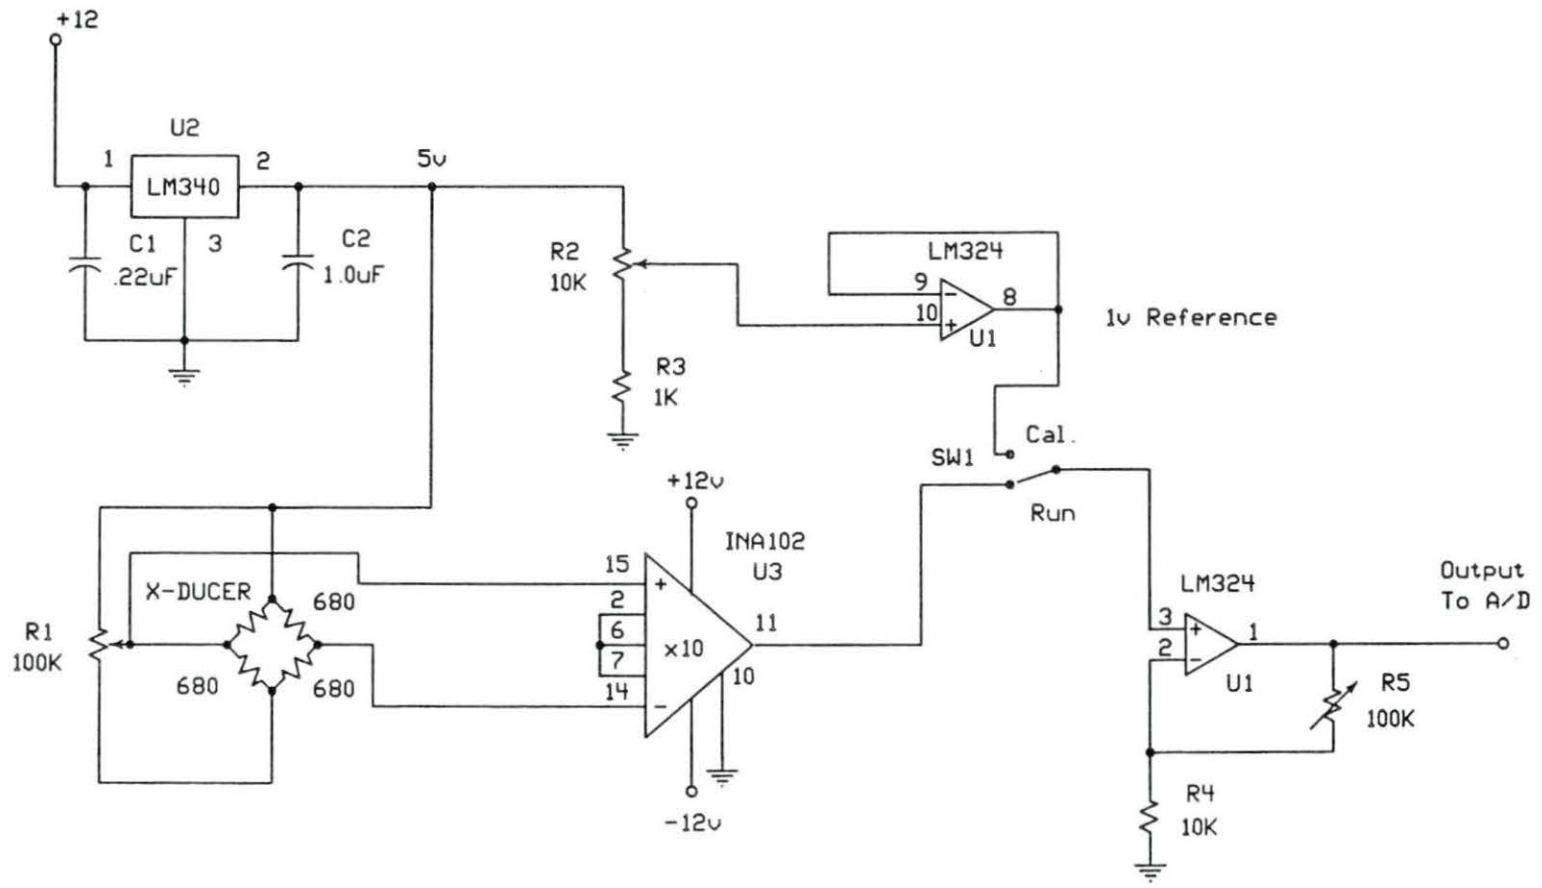 +12
U2
1
LM340
2
5v
C1
.22uF
3
C2
1.0uF
R2
10K
LM324
9
-
10
+
8
U1
1v Reference
R3
1K
Cal.
SW1
Run
+12v
INA102
U3
15
+
2
6
7
x10
14
-
11
10
-12v
X-DUCER
680
R1
100K
680
680
LM324
3
+
2
-
1
U1
Output
To A/D
R5
100K
R4
10K